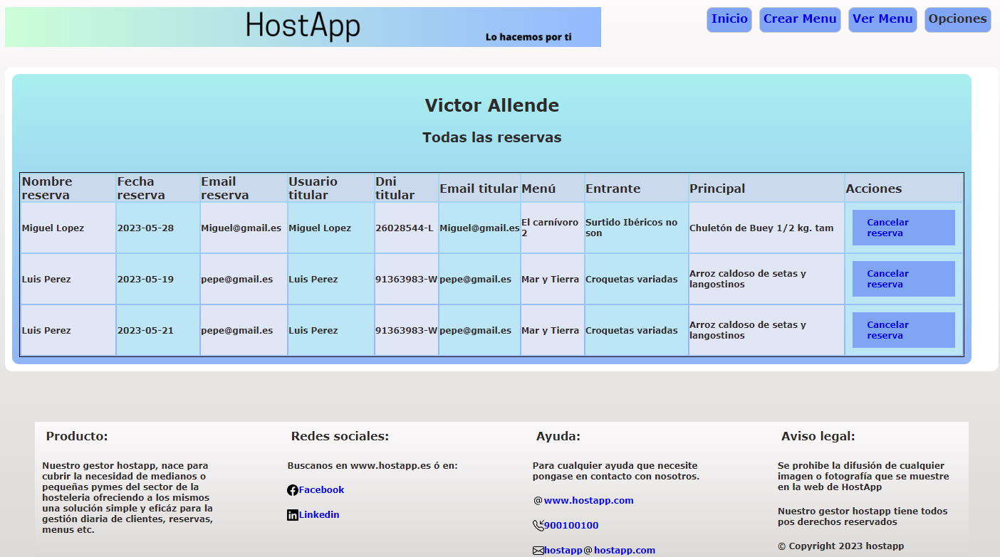 HostApp
Lo hacemos por ti
Inicio
Crear Menu
Ver Menu
Opciones
Victor Allende
Todas las reservas
Nombre reserva Fecha reserva Email reserva Usuario titular Dni titular Email titular Menú Entrante Principal Acciones
Miguel Lopez 2023-05-28 Miguel@gmail.es Miguel Lopez 26028544-L Miguel@gmail.es El carnívoro 2 Surtido Ibéricos no son Chuletón de Buey 1/2 kg. tam Cancelar reserva
Luis Perez 2023-05-19 pepe@gmail.es Luis Perez 91363983-W pepe@gmail.es Mar y Tierra Croquetas variadas Arroz caldoso de setas y langostinos Cancelar reserva
Luis Perez 2023-05-21 pepe@gmail.es Luis Perez 91363983-W pepe@gmail.es Mar y Tierra Croquetas variadas Arroz caldoso de setas y langostinos Cancelar reserva
Producto:
Nuestro gestor hostapp, nace para
cubrir la necesidad de medianos o
pequeñas pymes del sector de la
hosteleria ofreciendo a los mismos
una solución simple y eficáz para la
gestión diaria de clientes, reservas,
menus etc.
Redes sociales:
Buscanos en www.hostapp.es ó en:
Facebook
Linkedin
Ayuda:
Para cualquier ayuda que necesite
pongase en contacto con nosotros.
@www.hostapp.com
900100100
hostapp@hostapp.com
Aviso legal:
Se prohibe la difusión de cualquier
imagen o fotografía que se muestre
en la web de HostApp
Nuestro gestor hostapp tiene todos
pos derechos reservados
© Copyright 2023 hostapp